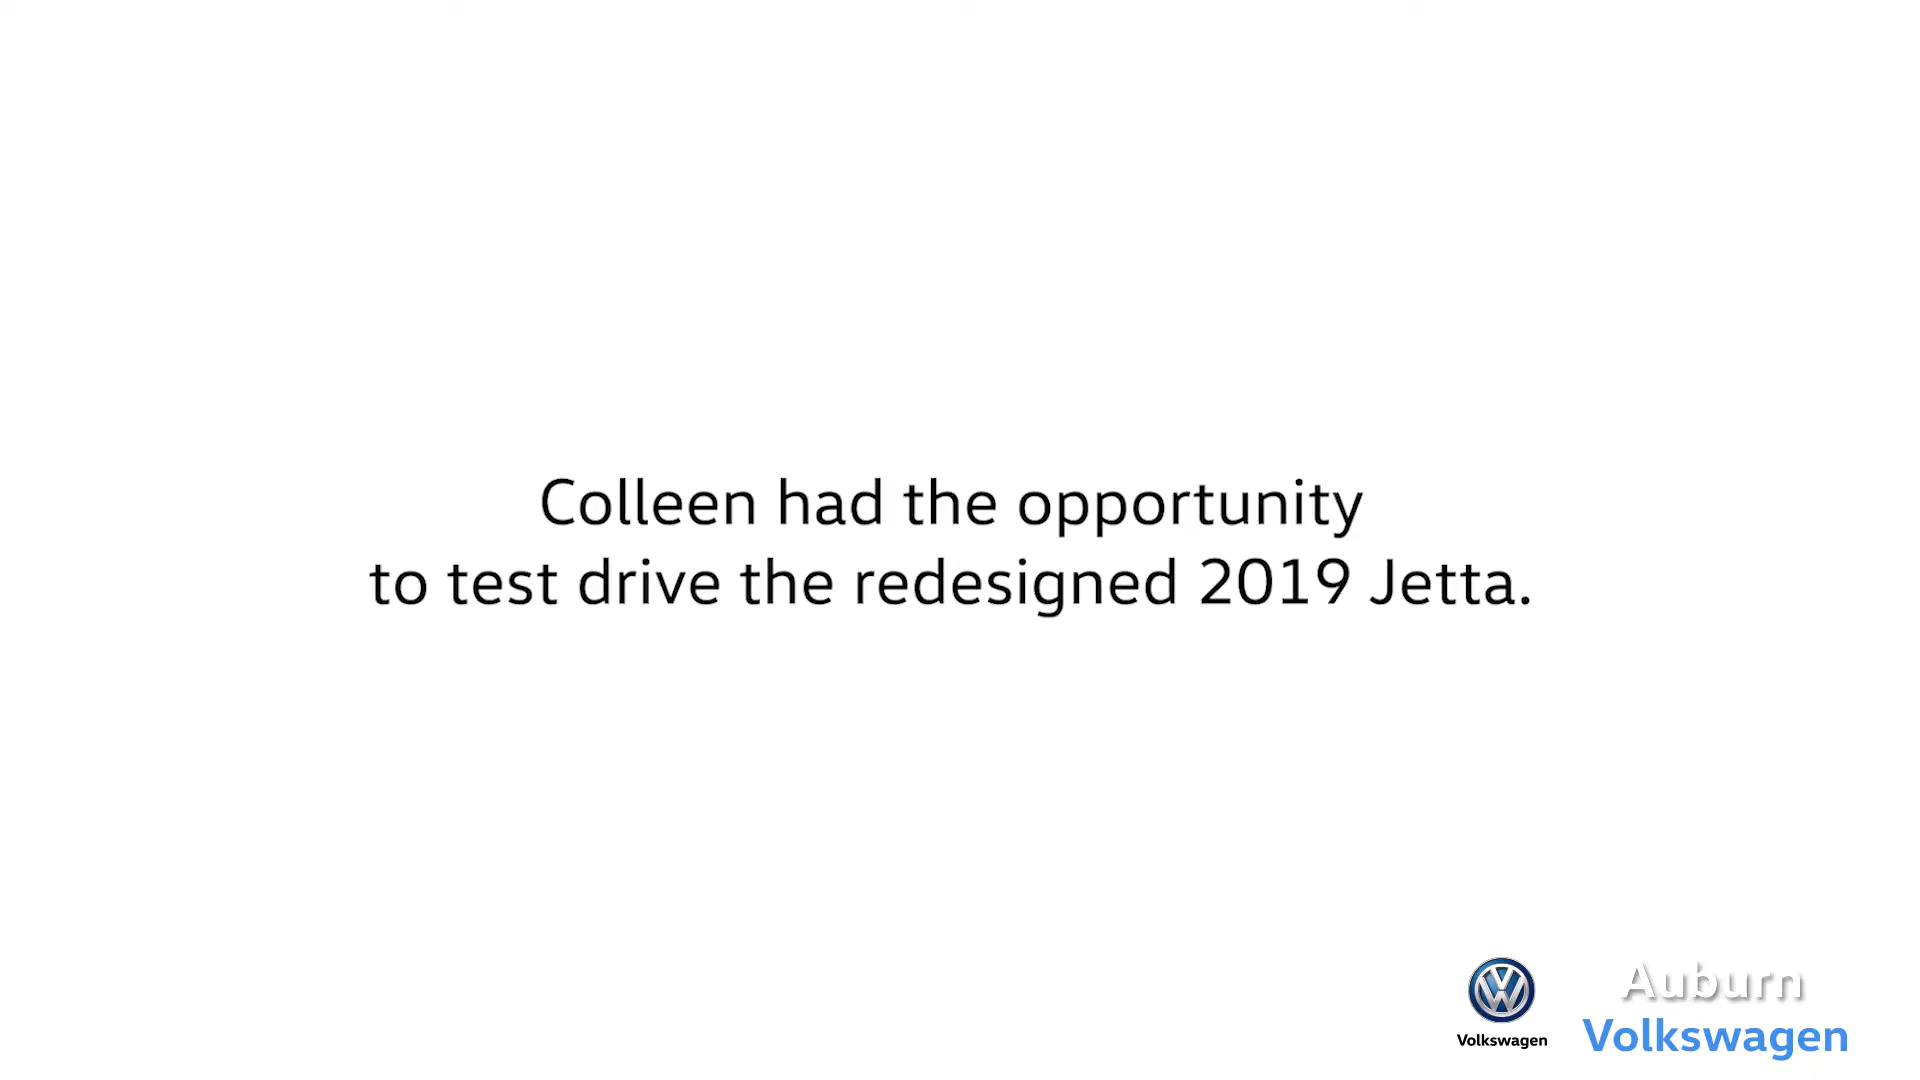 Colleen had the opportunity
to test drive the redesigned 2019 Jetta.
Volkswagen
Auburn
Volkswagen